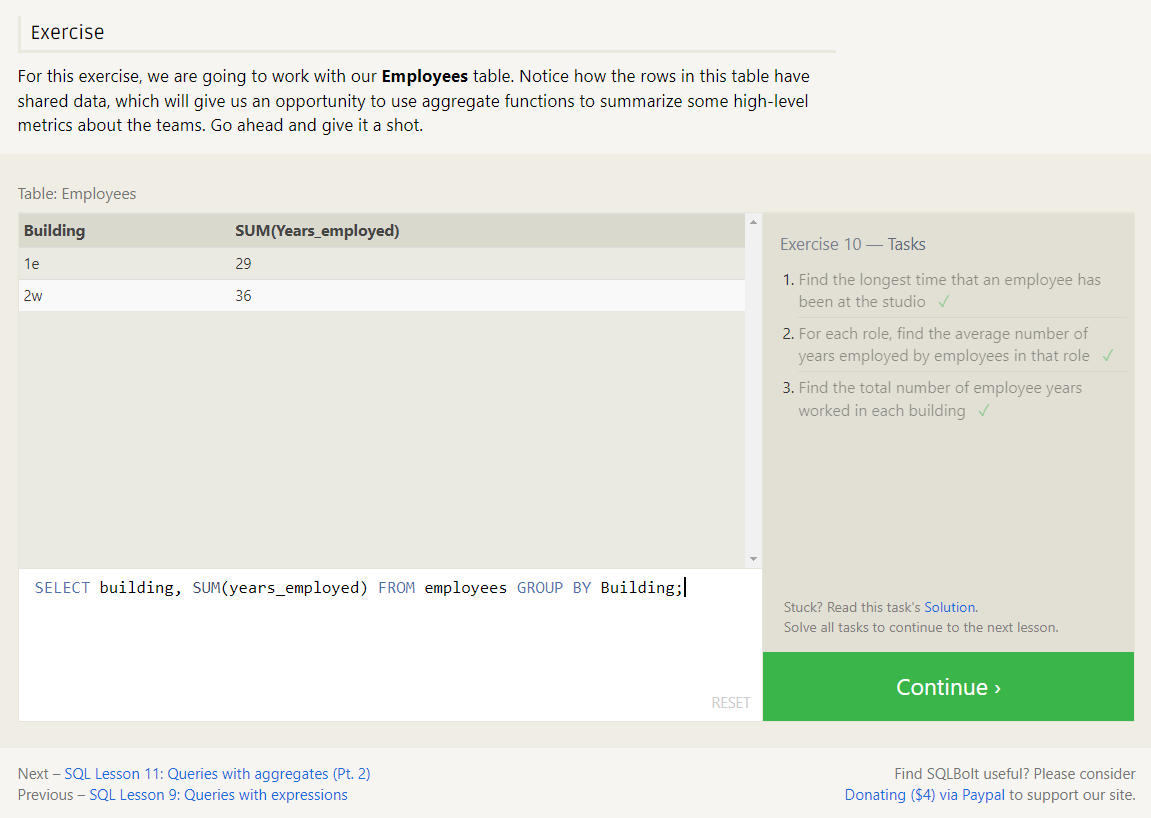 Exercise
For this exercise, we are going to work with our Employees table. Notice how the rows in this table have
shared data, which will give us an opportunity to use aggregate functions to summarize some high-level
metrics about the teams. Go ahead and give it a shot.
Table: Employees
Building SUM(Years_employed)
1e 29
2w 36
SELECT building, SUM(years_employed) FROM employees GROUP BY Building;
RESET
Exercise 10 — Tasks
1. Find the longest time that an employee has
been at the studio ✓
2. For each role, find the average number of
years employed by employees in that role ✓
3. Find the total number of employee years
worked in each building ✓
Stuck? Read this task's Solution.
Solve all tasks to continue to the next lesson.
Continue ›
Next – SQL Lesson 11: Queries with aggregates (Pt. 2)
Previous – SQL Lesson 9: Queries with expressions
Find SQLBolt useful? Please consider
Donating ($4) via Paypal to support our site.